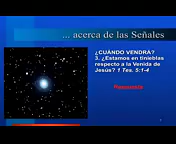 ... acerca de las Señales
¿CUÁNDO VENDRÁ?
3. ¿Estamos en tinieblas
respecto a la Venida de
Jesús? 1 Tes. 5:1-4
Respuesta